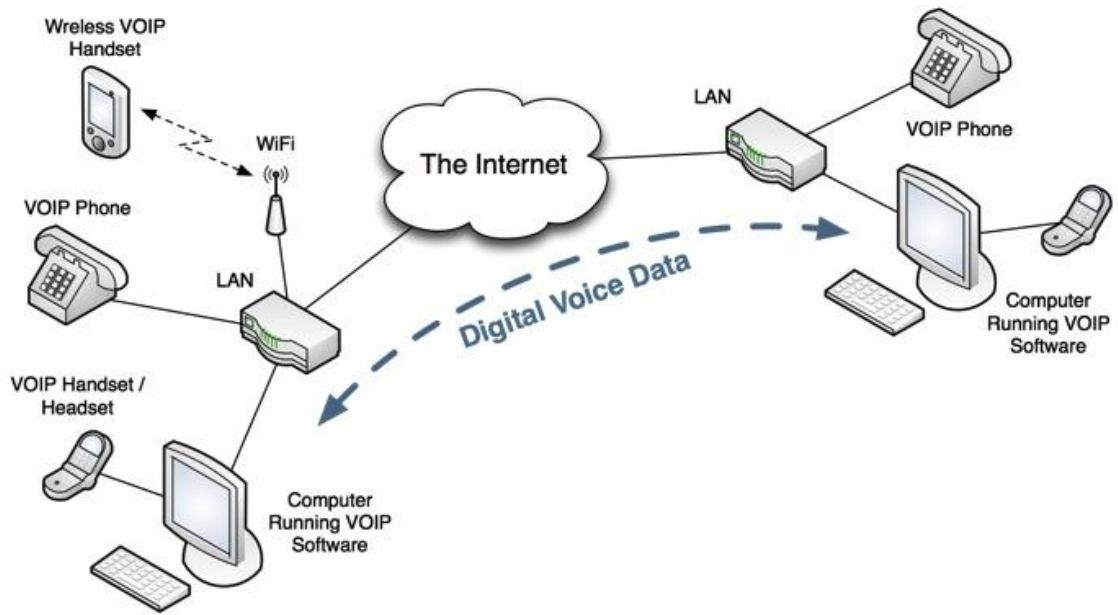 Wireless VOIP
Handset
WiFi
VOIP Phone
LAN
VOIP Handset /
Headset
Computer
Running VOIP
Software
The Internet
Digital Voice Data
LAN
VOIP Phone
Computer
Running VOIP
Software